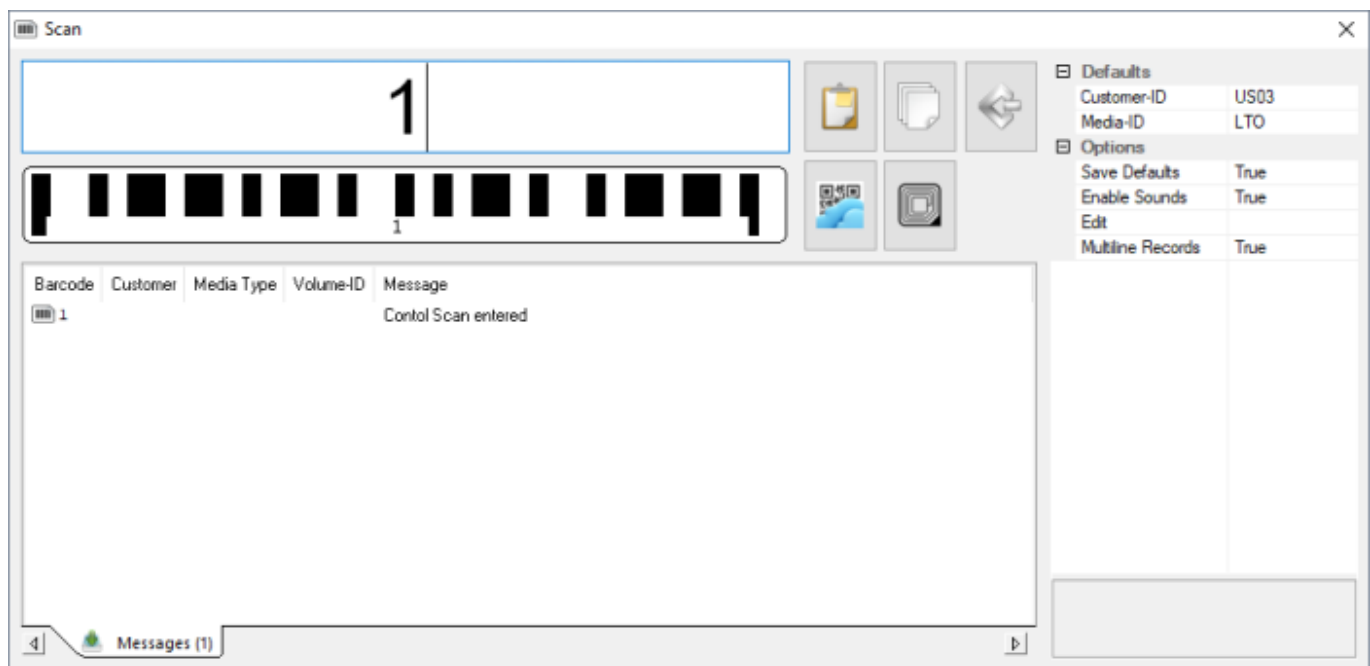 Scan
1
1
Barcode Customer Media Type Volume-ID Message
1 Contol Scan entered
Messages (1)
Defaults
Customer-ID US03
Media-ID LTO
Options
Save Defaults True
Enable Sounds True
Edit
Multiline Records True